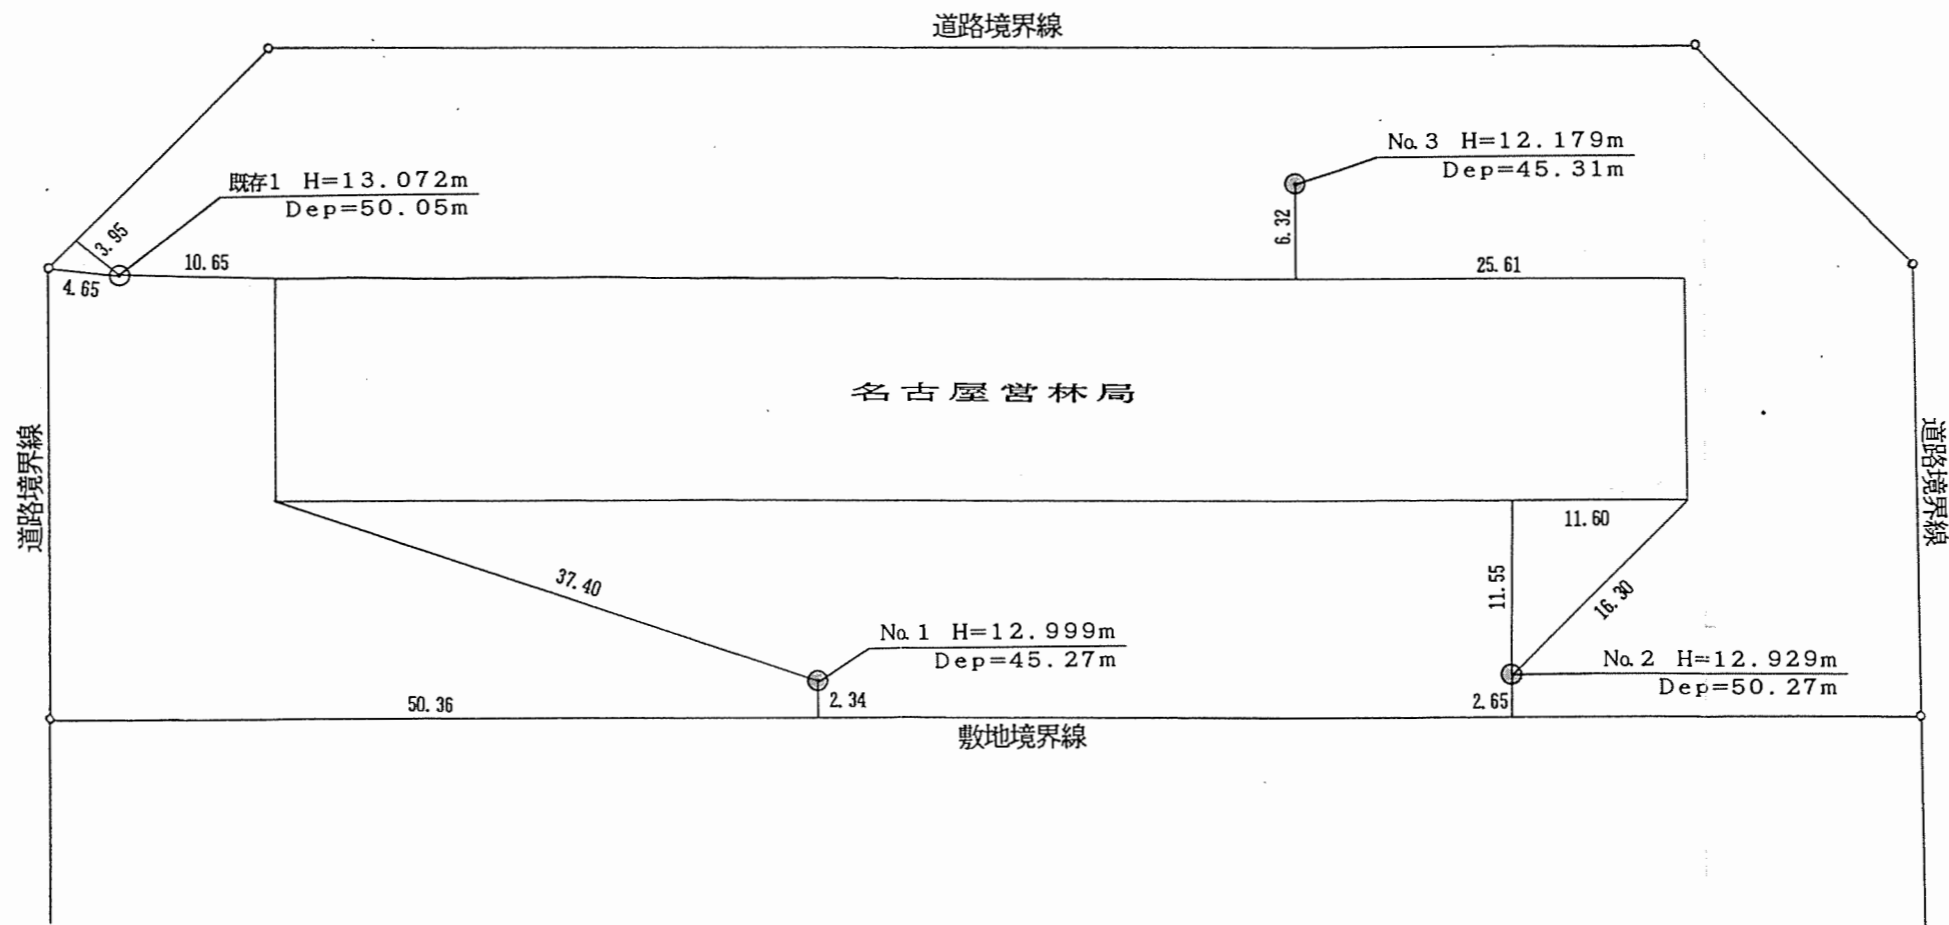 道路境界線
No.3 H=12.179m
Dep=45.31m
既存1 H=13.072m
Dep=50.05m
6.32
3.95
10.65
25.61
4.65
名古屋営林局
道路境界線
道路境界線
11.60
37.40
11.55
16.30
No.1 H=12.999m
Dep=45.27m
No.2 H=12.929m
Dep=50.27m
50.36
2.34
2.65
敷地境界線